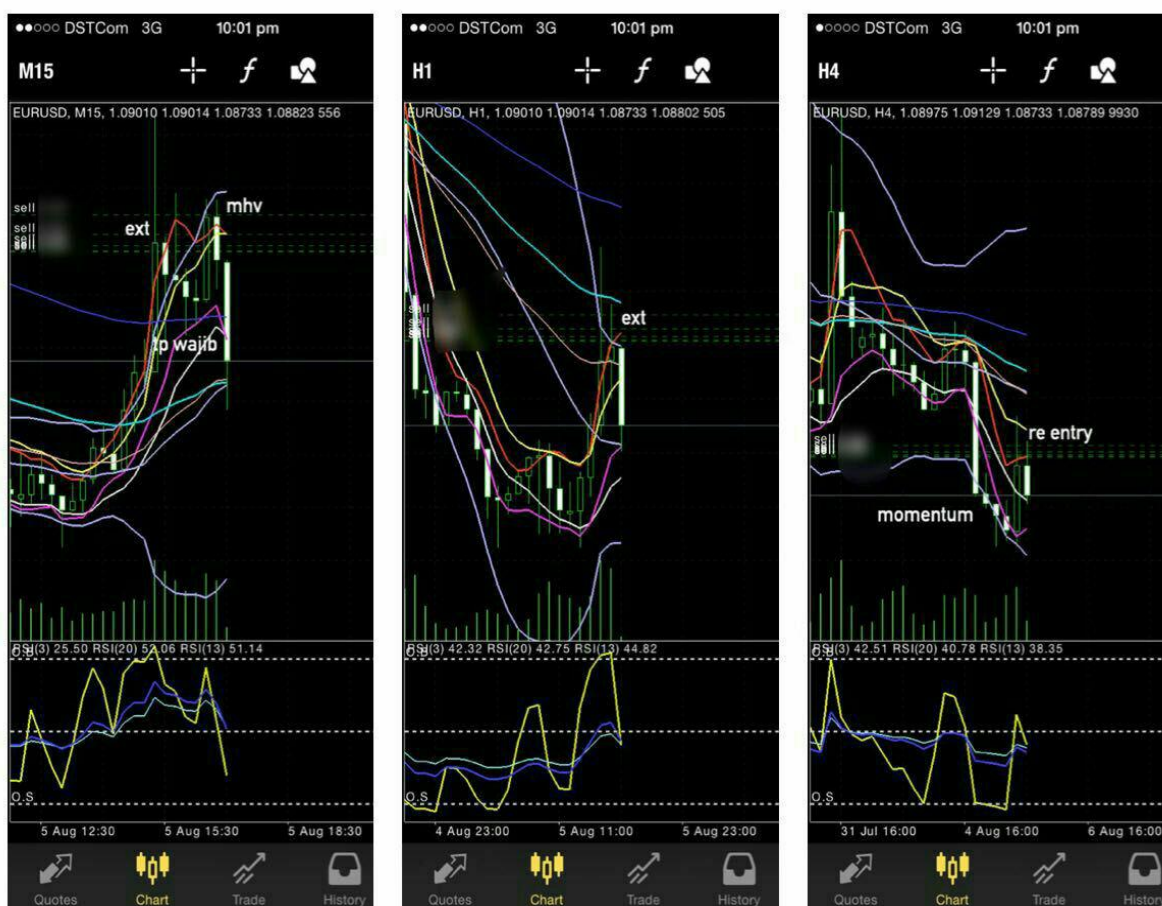 DSTCom 3G 10:01 pm
M15 f
EURUSD, M15, 1.09010 1.09014 1.08733 1.08823 556
sell
sell
sell
ext
mhv
tp wajib
RSI(3) 25.50 RSI(20) 52.06 RSI(13) 51.14
O.B
O.S
5 Aug 12:30 5 Aug 15:30 5 Aug 18:30
Quotes Chart Trade History
DSTCom 3G 10:01 pm
H1 f
EURUSD, H1, 1.09010 1.09014 1.08733 1.08802 505
sell
sell
ext
RSI(3) 42.32 RSI(20) 42.75 RSI(13) 44.82
O.B
O.S
4 Aug 23:00 5 Aug 11:00 5 Aug 23:00
Quotes Chart Trade History
DSTCom 3G 10:01 pm
H4 f
EURUSD, H4, 1.08975 1.09129 1.08733 1.08789 9930
sell
re entry
momentum
RSI(3) 42.51 RSI(20) 40.78 RSI(13) 38.35
O.B
O.S
31 Jul 16:00 4 Aug 16:00 6 Aug 16:00
Quotes Chart Trade History